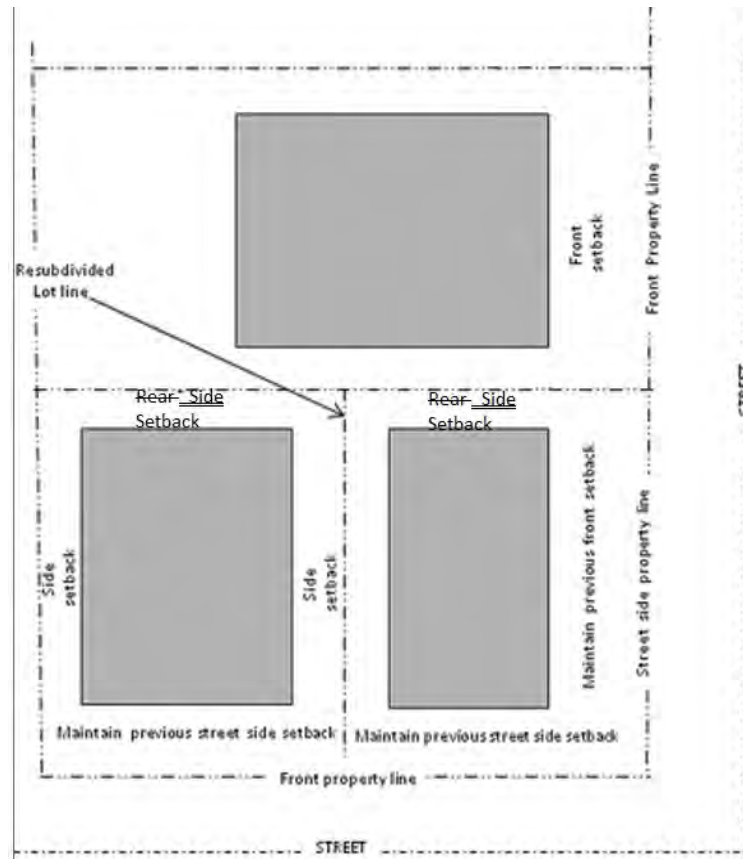 Front
setback
Front Property Line
Resubdivided
Lot line
STREET
Rear Side
Setback
Rear Side
Setback
Side
setback
Side
setback
Maintain previous front setback
Street side property line
Maintain previous street side setback
Maintain previous street side setback
Front property line
STREET